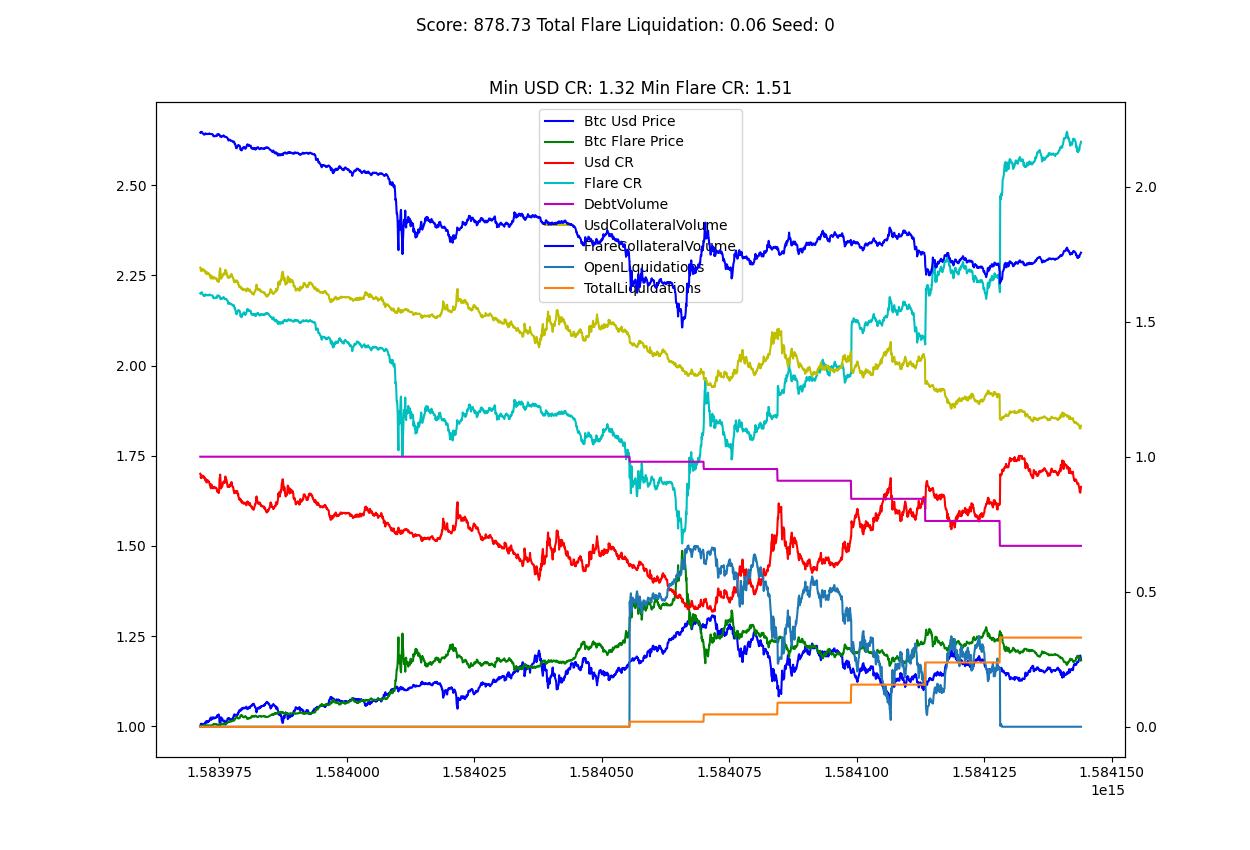 Score: 878.73 Total Flare Liquidation: 0.06 Seed: 0
Min USD CR: 1.32 Min Flare CR: 1.51
Btc Usd Price
Btc Flare Price
Usd CR
Flare CR
DebtVolume
UsdCollateralVolume
FlareCollateralVolume
OpenLiquidations
TotalLiquidations
2.50
2.25
2.00
1.75
1.50
1.25
1.00
2.0
1.5
1.0
0.5
0.0
1.583975
1.584000
1.584025
1.584050
1.584075
1.584100
1.584125
1.584150
1e15